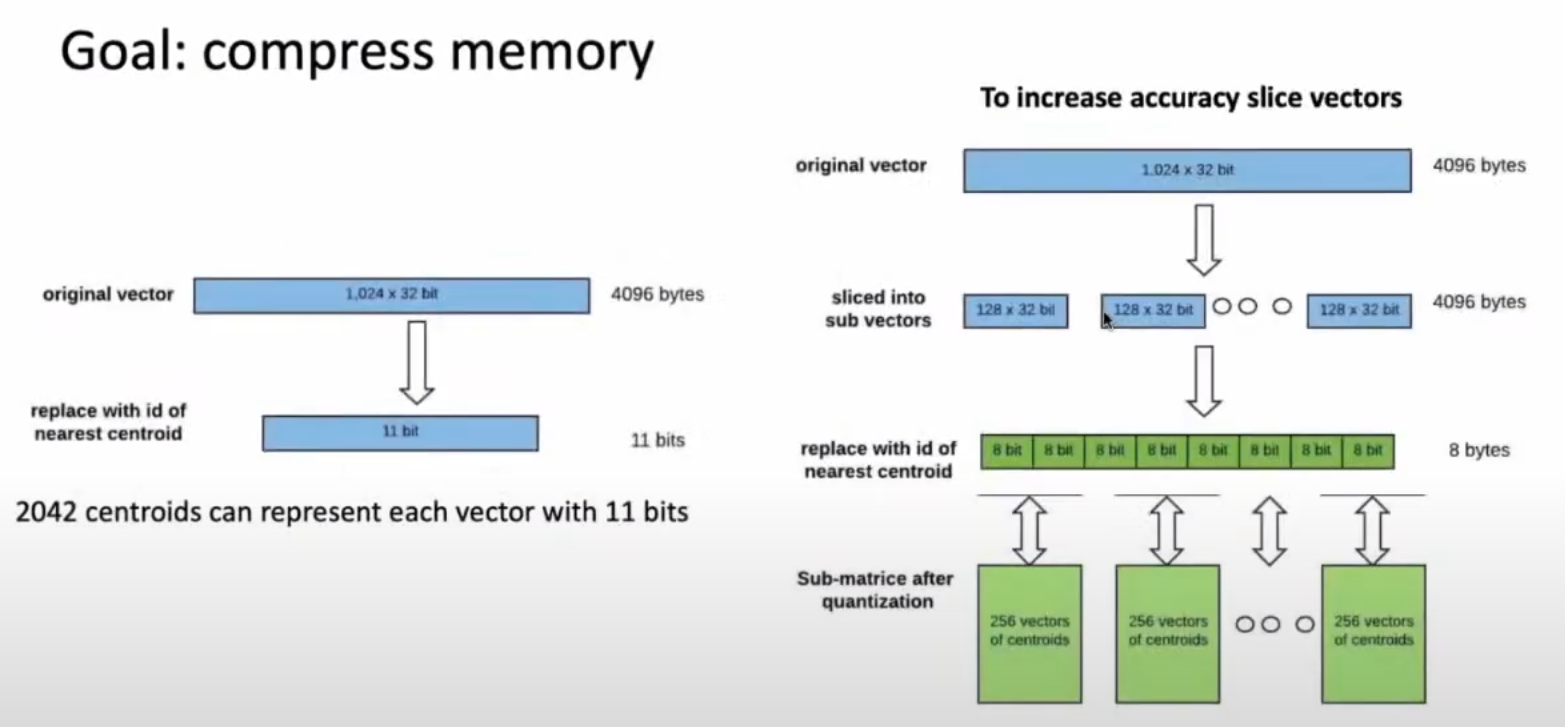 Goal: compress memory
original vector
1,024 x 32 bit
4096 bytes
replace with id of
nearest centroid
11 bit
11 bits
2042 centroids can represent each vector with 11 bits
To increase accuracy slice vectors
original vector
1.024 x 32 bit
4096 bytes
sliced into
sub vectors
128 x 32 bit
128 x 32 bit
128 x 32 bit
4096 bytes
replace with id of
nearest centroid
8 bit 8 bit 8 bit 8 bit 8 bit 8 bit 8 bit 8 bit
8 bytes
Sub-matrice after
quantization
256 vectors
of centroids
256 vectors
of centroids
256 vectors
of centroids